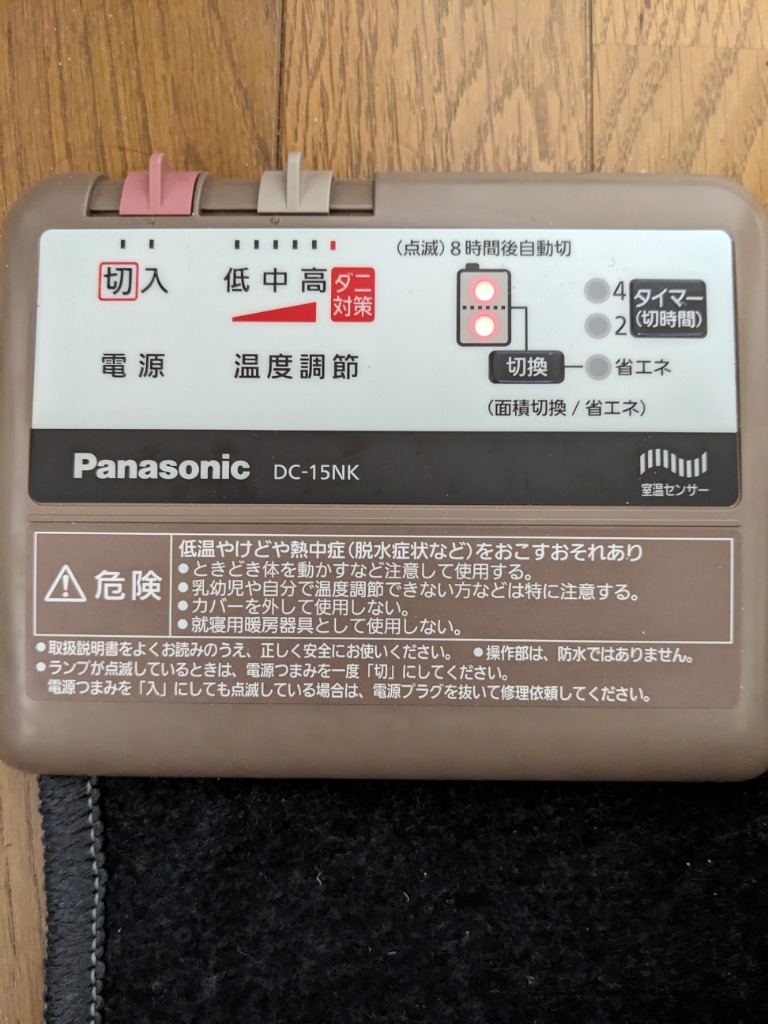 (点滅)8時間後自動切
切 入
低 中 高 ダニ対策
4
2
タイマー
(切時間)
電源
温度調節
切換
省エネ
(面積切換/省エネ)
Panasonic DC-15NK
室温センサー
危険
低温やけどや熱中症(脱水症状など)をおこすおそれあり
●ときどき体を動かすなど注意して使用する。
●乳幼児や自分で温度調節できない方などは特に注意する。
●カバーを外して使用しない。
●就寝用暖房器具として使用しない。
●取扱説明書をよくお読みのうえ、正しく安全にお使いください。 ●操作部は、防水ではありません。
●ランプが点滅しているときは、電源つまみを一度「切」にしてください。
電源つまみを「入」にしても点滅している場合は、電源プラグを抜いて修理依頼してください。